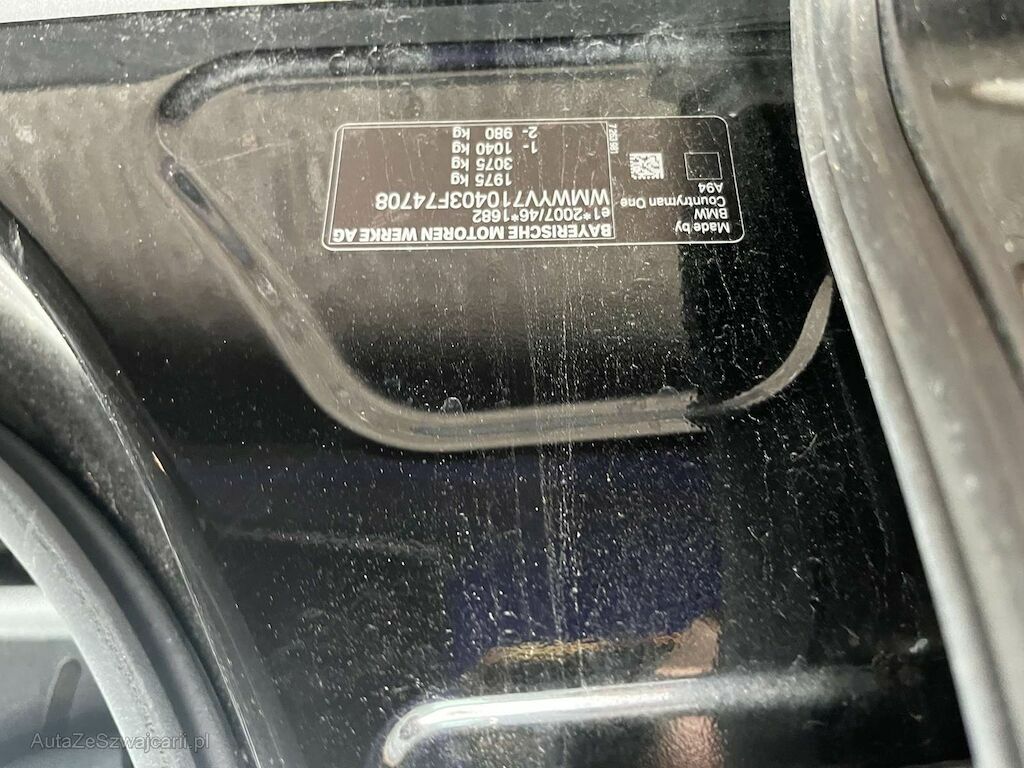 BAYERISCHE MOTOREN WERKE AG
e1*2007/46*1682
WMWYV710403F74708
1975 kg
3075 kg
1- 1040 kg
2- 980 kg
Made by
BMW
Countryman One
A94
AutaZeSzwajcarii.pl